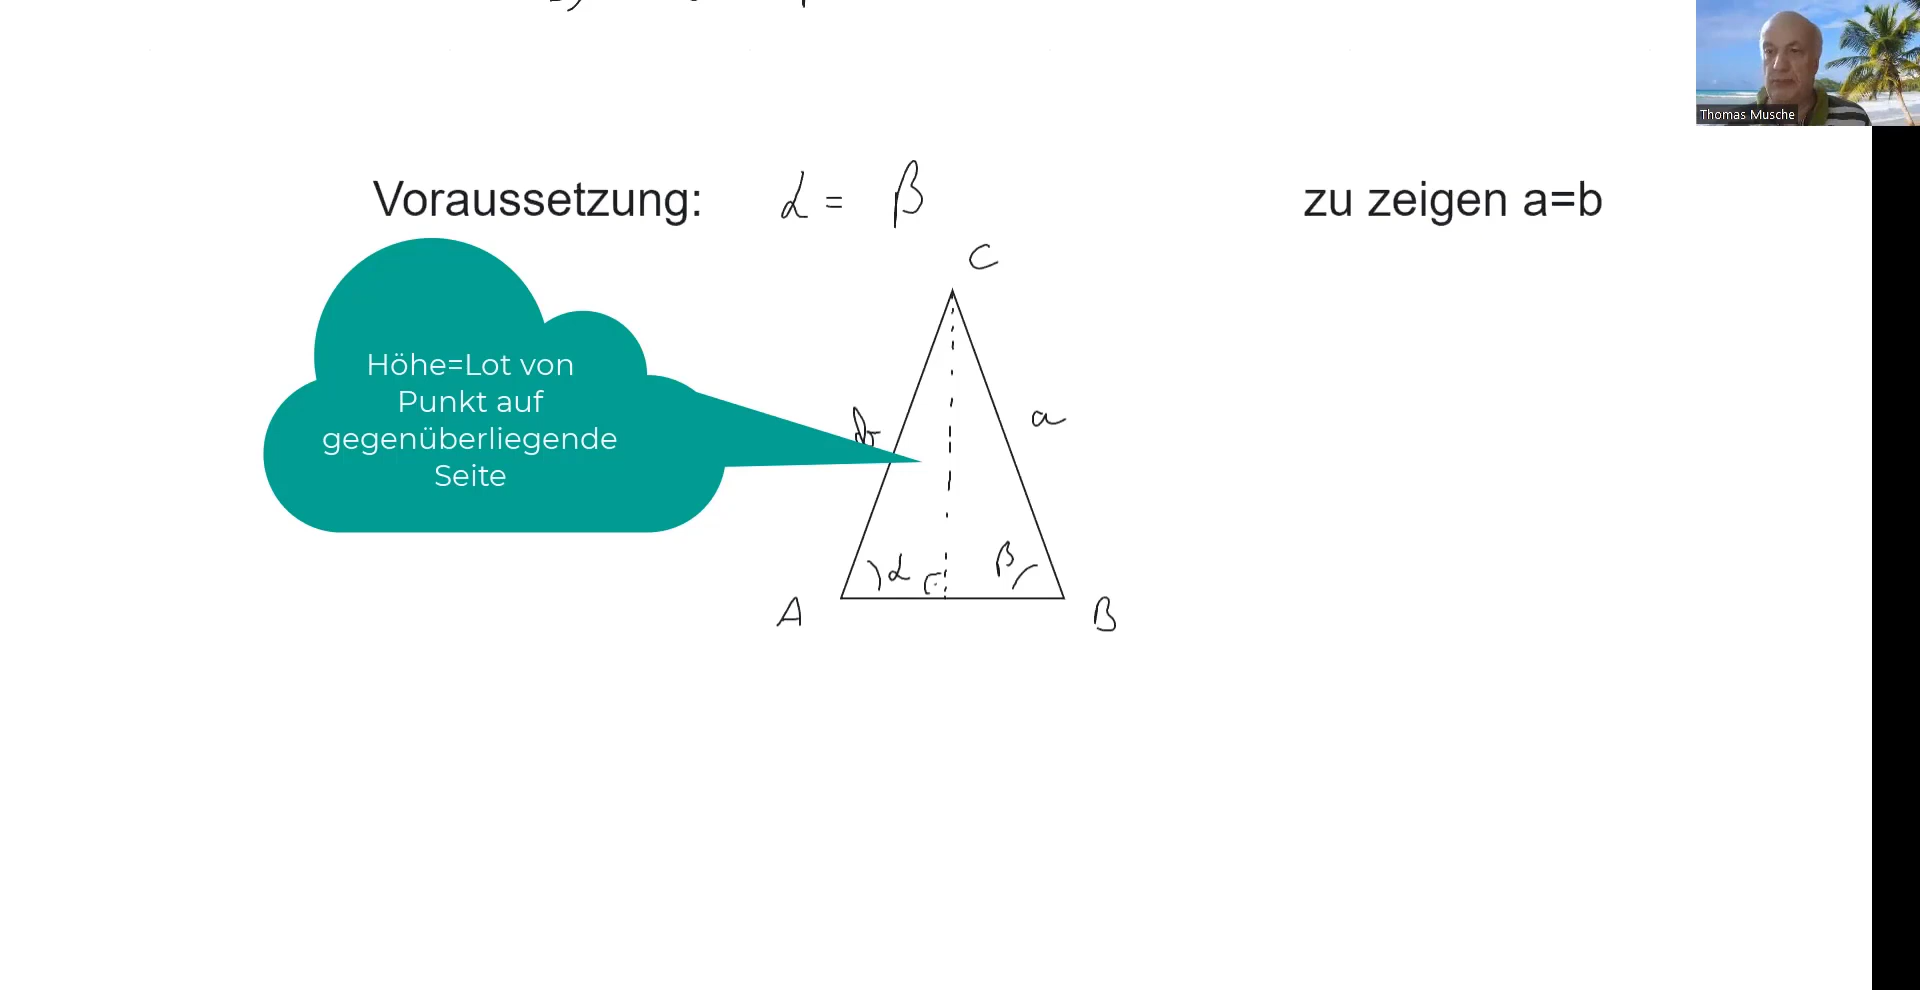 Thomas Musche
Voraussetzung: α = β
zu zeigen a=b
C
Höhe=Lot von
Punkt auf
gegenüberliegende
Seite
b
a
α
β
A
B